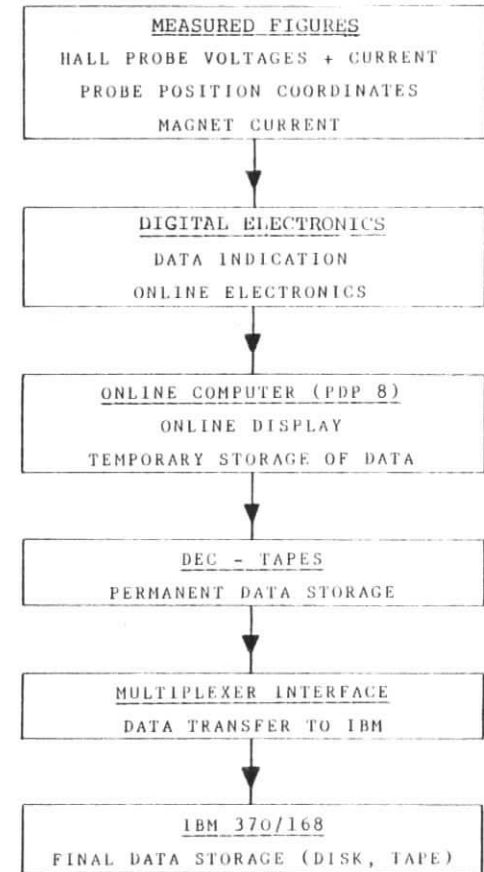 MEASURED FIGURES
HALL PROBE VOLTAGES + CURRENT
PROBE POSITION COORDINATES
MAGNET CURRENT
DIGITAL ELECTRONICS
DATA INDICATION
ONLINE ELECTRONICS
ONLINE COMPUTER (PDP 8)
ONLINE DISPLAY
TEMPORARY STORAGE OF DATA
DEC - TAPES
PERMANENT DATA STORAGE
MULTIPLEXER INTERFACE
DATA TRANSFER TO IBM
IBM 370/168
FINAL DATA STORAGE (DISK, TAPE)